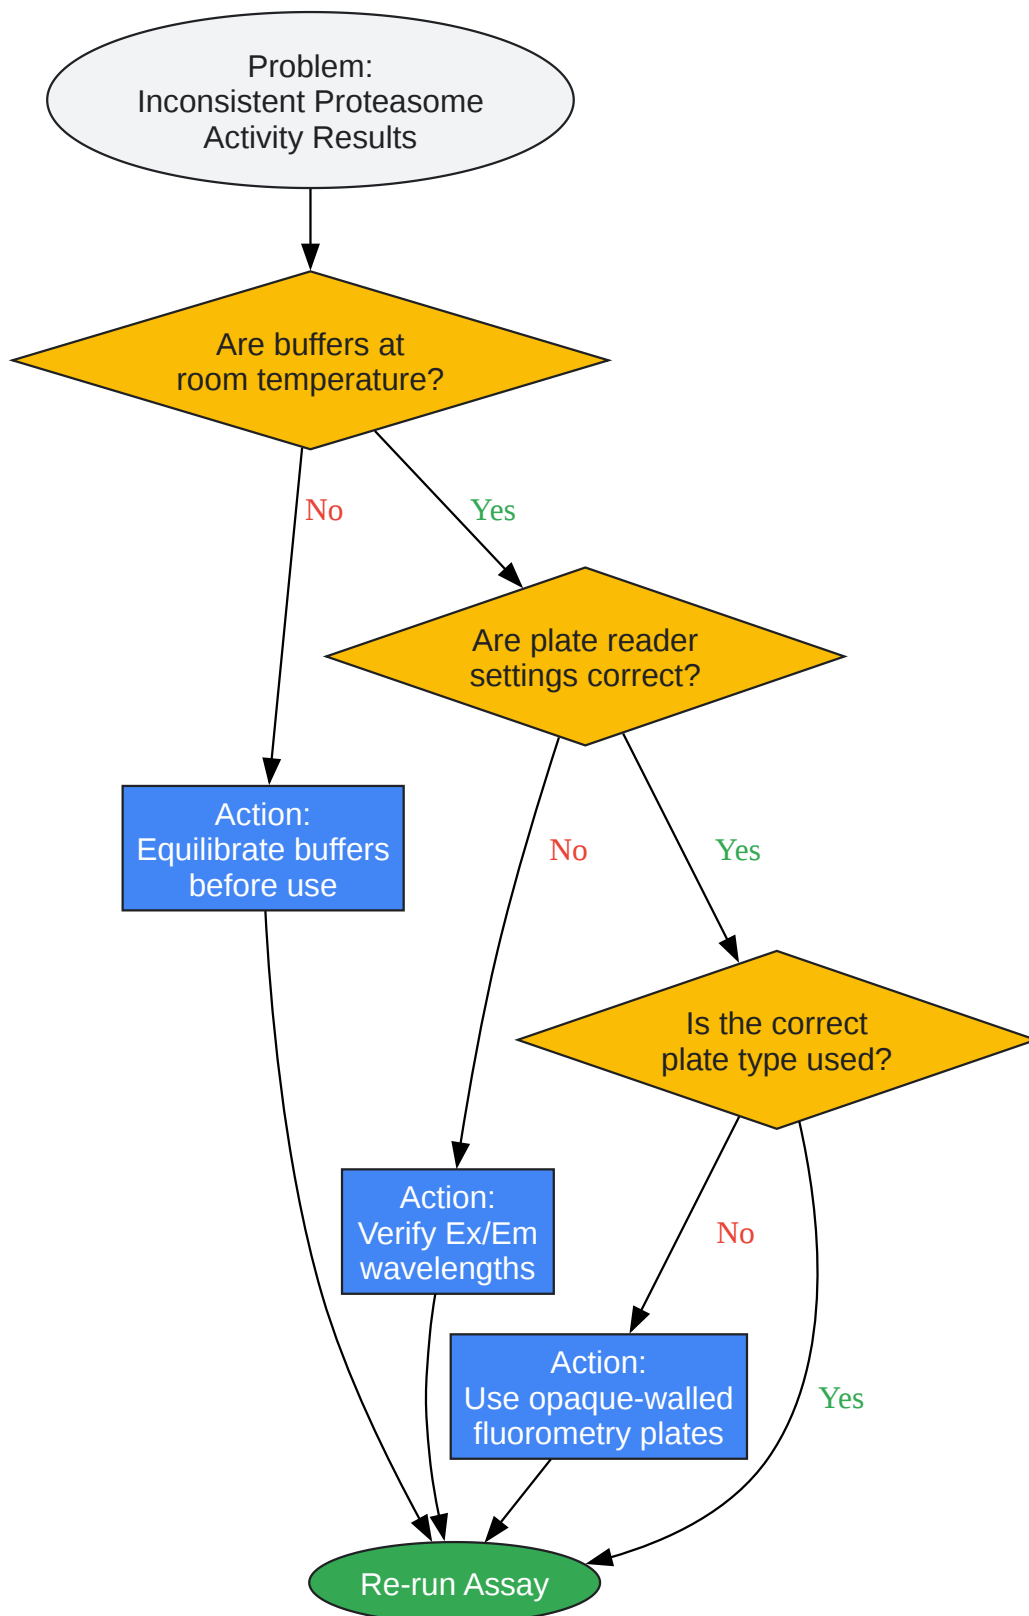 Problem:
Inconsistent Proteasome
Activity Results
Are buffers at
room temperature?
No
Yes
Are plate reader
settings correct?
Action:
Equilibrate buffers
before use
No
Yes
Is the correct
plate type used?
Action:
Verify Ex/Em
wavelengths
No
Action:
Use opaque-walled
fluorometry plates
Yes
Re-run Assay